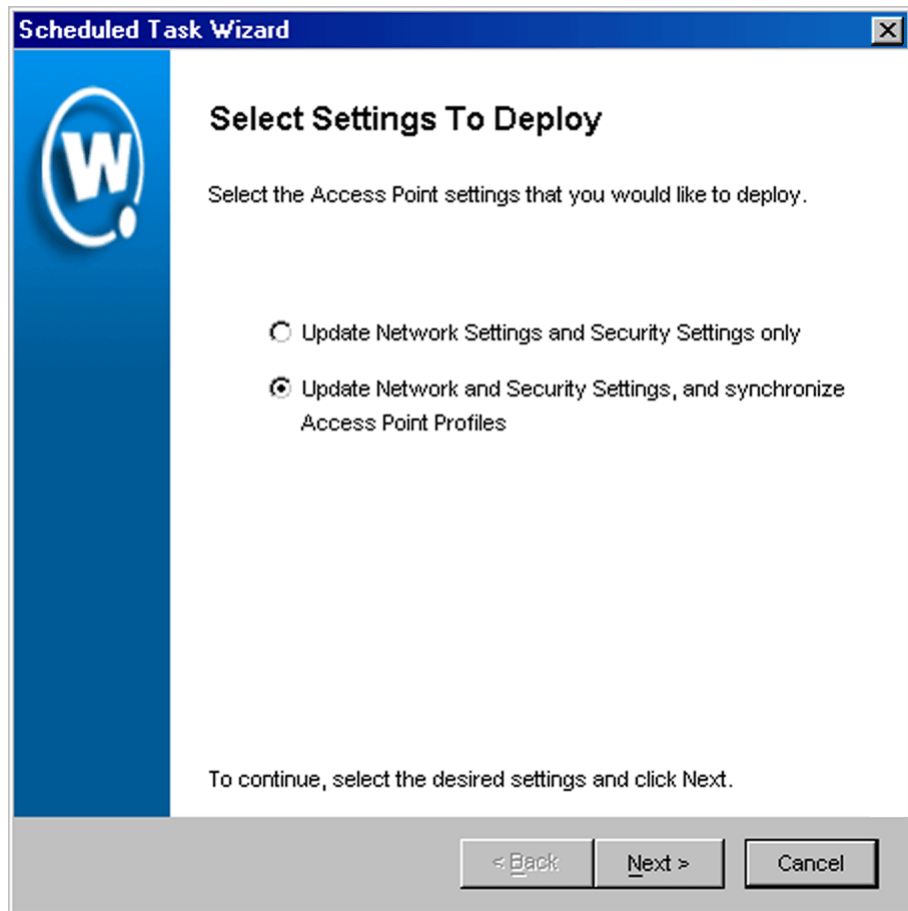 Scheduled Task Wizard
W
Select Settings To Deploy
Select the Access Point settings that you would like to deploy.
Update Network Settings and Security Settings only
Update Network and Security Settings, and synchronize
Access Point Profiles
To continue, select the desired settings and click Next.
< Back
Next >
Cancel